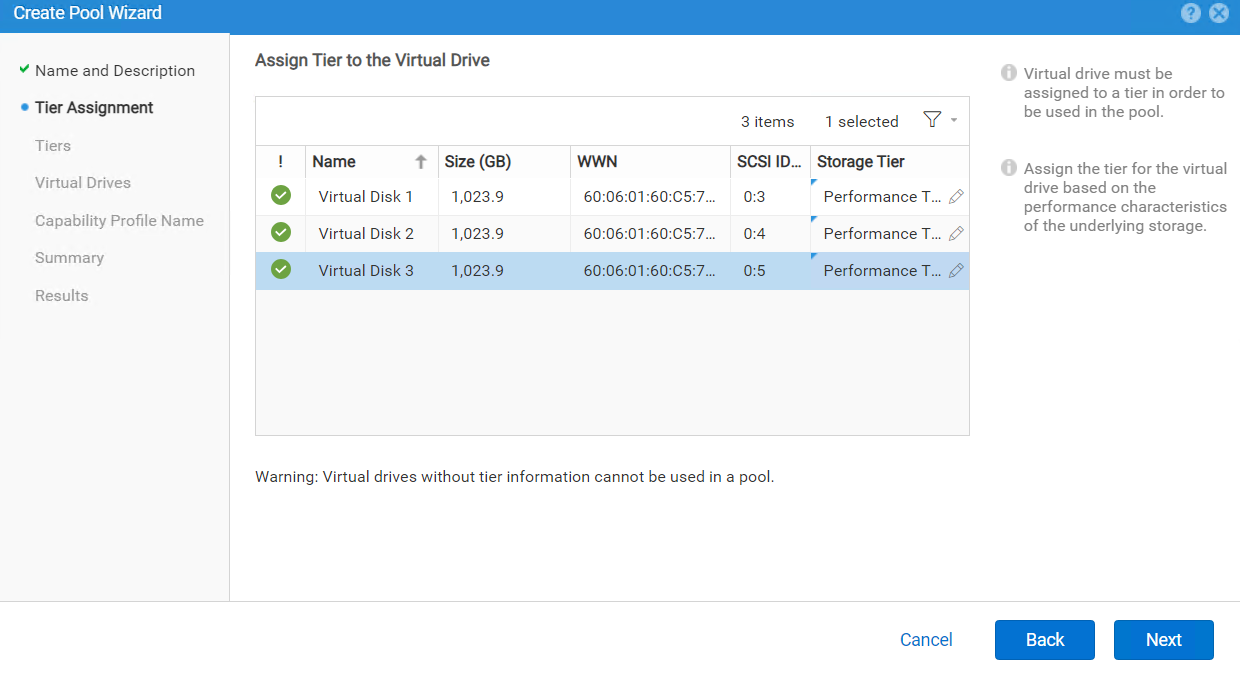 Create Pool Wizard
Name and Description
Tier Assignment
Tiers
Virtual Drives
Capability Profile Name
Summary
Results
Assign Tier to the Virtual Drive
3 items 1 selected
! Name Size (GB) WWN SCSI ID... Storage Tier
Virtual Disk 1 1,023.9 60:06:01:60:C5:7... 0:3 Performance T...
Virtual Disk 2 1,023.9 60:06:01:60:C5:7... 0:4 Performance T...
Virtual Disk 3 1,023.9 60:06:01:60:C5:7... 0:5 Performance T...
Warning: Virtual drives without tier information cannot be used in a pool.
Virtual drive must be
assigned to a tier in order to
be used in the pool.
Assign the tier for the virtual
drive based on the
performance characteristics
of the underlying storage.
Cancel Back Next